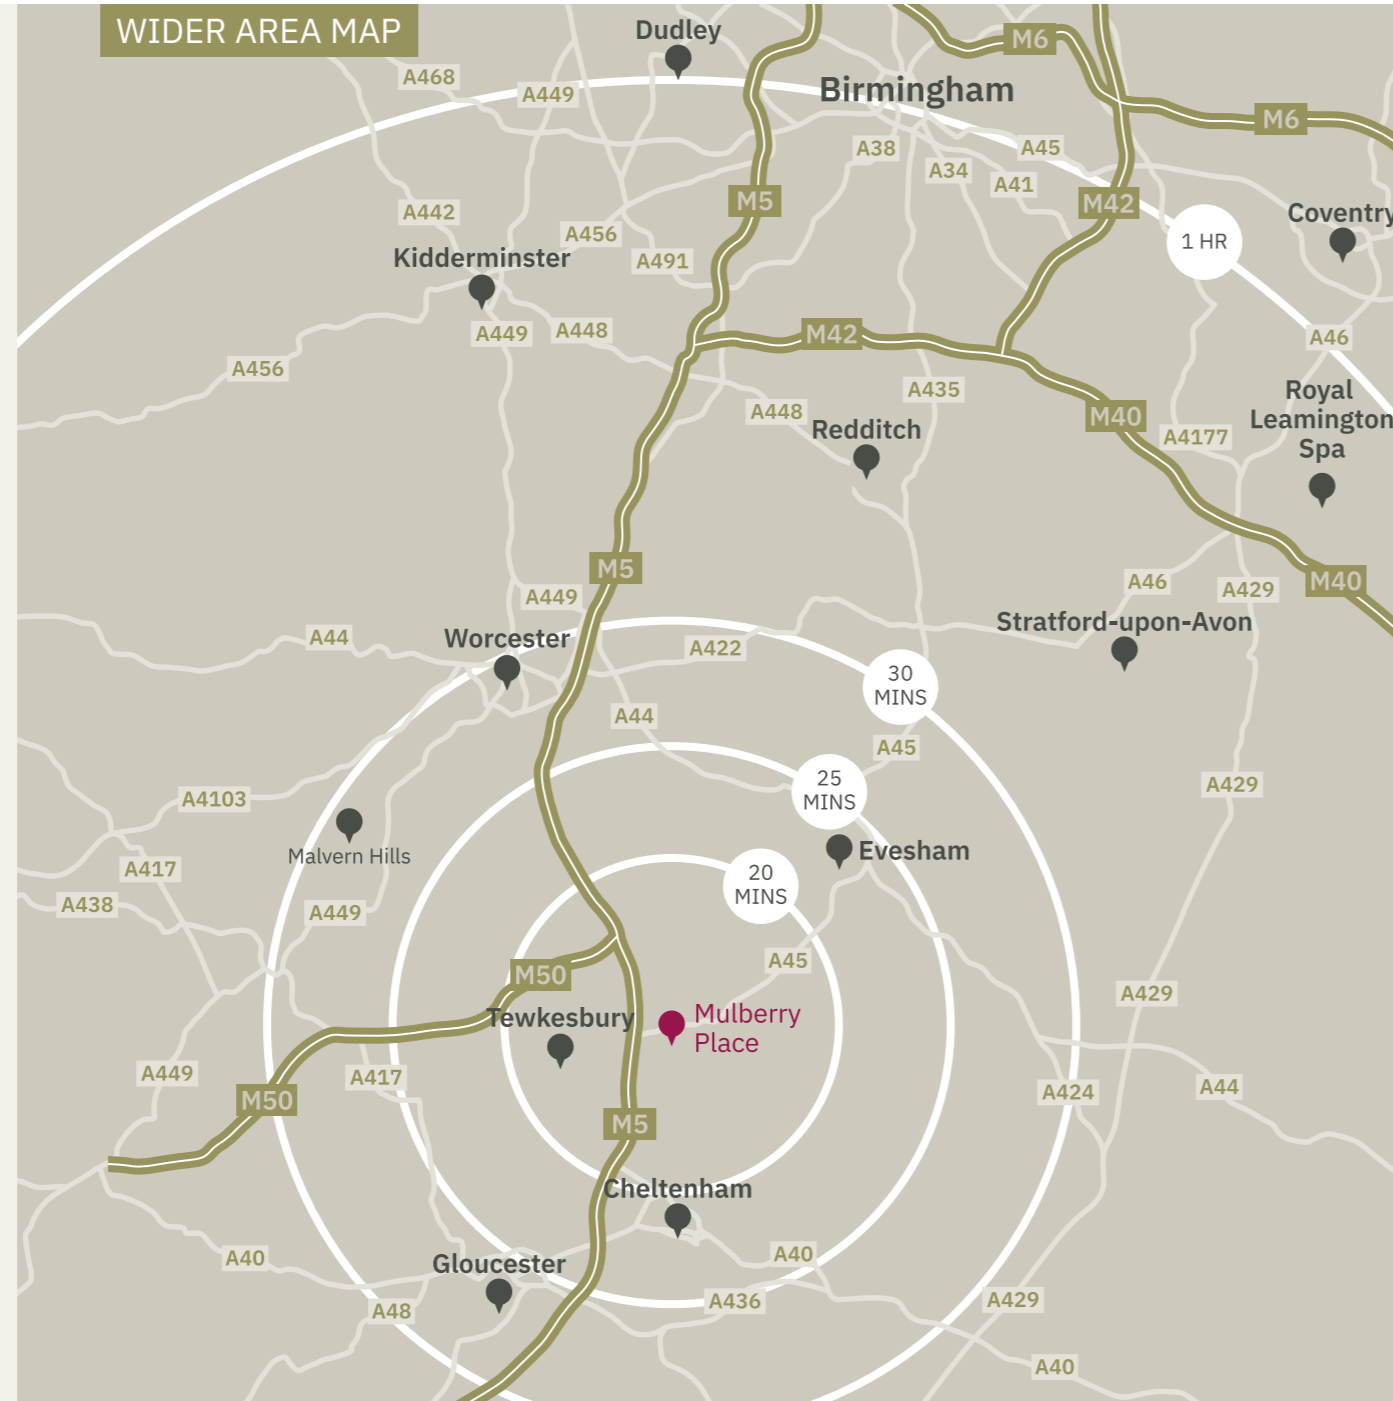 WIDER AREA MAP
Dudley
M6
A468
Birmingham
A449
M6
A38
A45
A34
A41
M5
M42
A442
Coventry
A456
1 HR
Kidderminster
A491
A449
A448
M42
A46
A456
A435
Royal
Leamington
Spa
A448
M40
Redditch
A4177
M5
A46
M40
A429
A449
Stratford-upon-Avon
A44
Worcester
A422
30
MINS
A44
A45
25
MINS
A429
A4103
Malvern Hills
Evesham
A417
20
MINS
A438
A449
A45
M50
A429
Tewkesbury
Mulberry
Place
A449
A417
A44
A424
M50
M5
Cheltenham
A40
A40
Gloucester
A436
A429
A48
A40